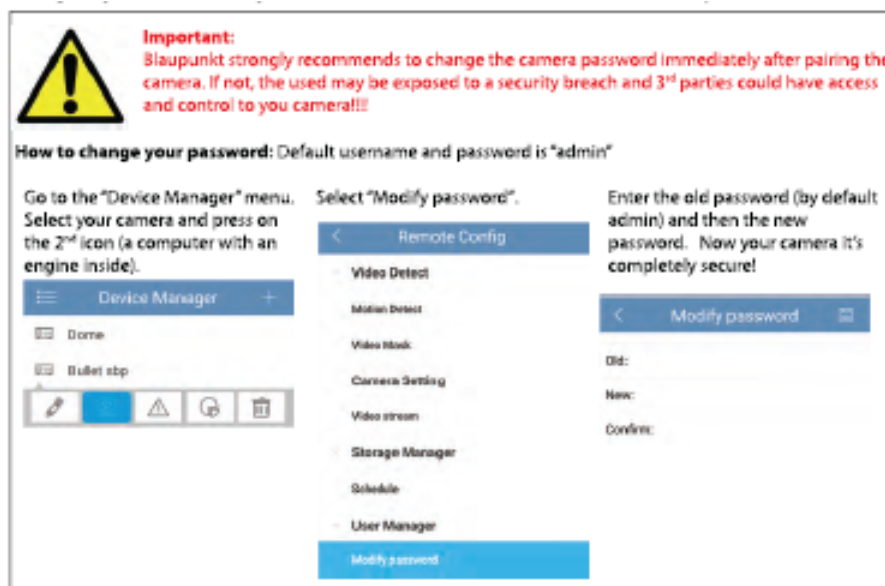 Important:
Blaupunkt strongly recommends to change the camera password immediately after pairing the
camera. If not, the used may be exposed to a security breach and 3rd parties could have access
and control to you camera!!!
How to change your password: Default username and password is "admin"
Go to the "Device Manager" menu.
Select your camera and press on
the 2nd icon (a computer with an
engine inside).
Device Manager
Dome
Bullet sbp
Select "Modify password".
Remote Config
Video Detect
Motion Detect
Video Mask
Camera Setting
Video stream
Storage Manager
Schedule
User Manager
Modify password
Enter the old password (by default
admin) and then the new
password. Now your camera it's
completely secure!
Modify password
Old:
New:
Confirm: